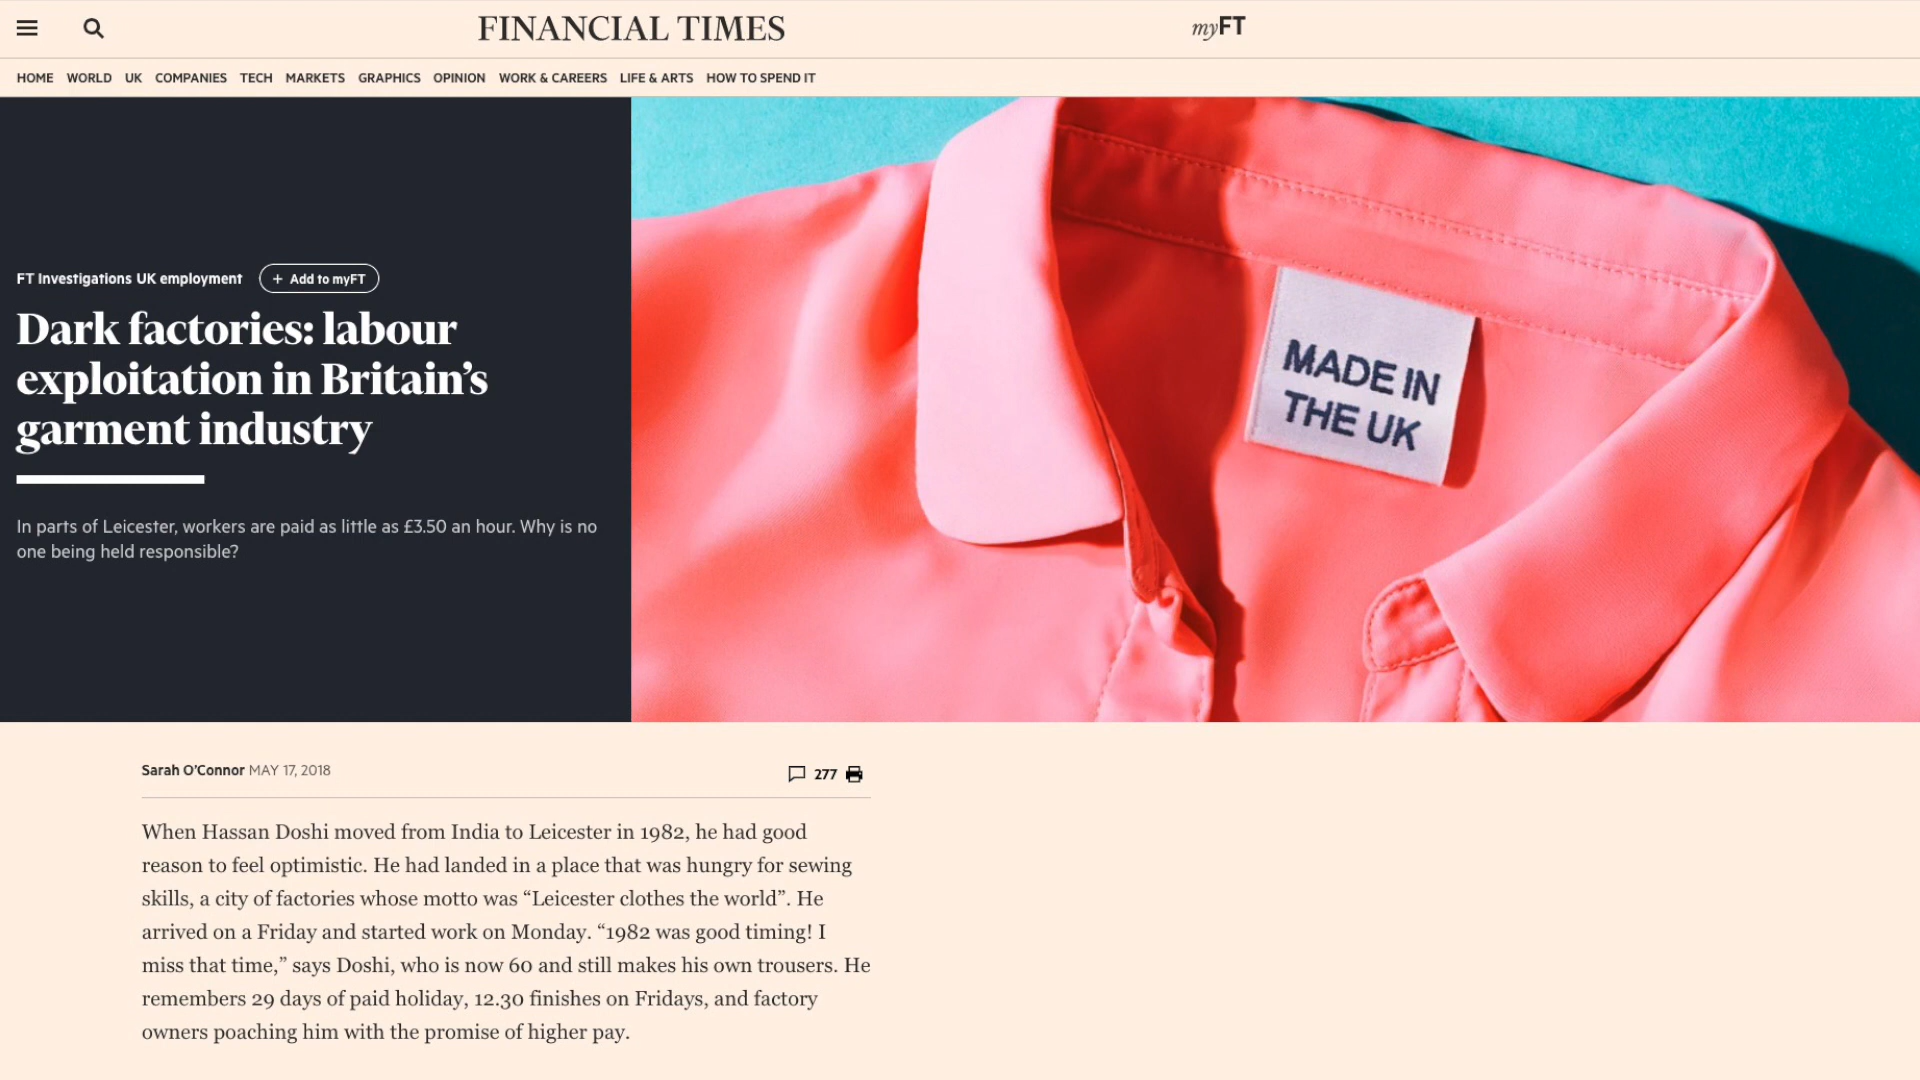 FINANCIAL TIMES
myFT
HOME WORLD UK COMPANIES TECH MARKETS GRAPHICS OPINION WORK & CAREERS LIFE & ARTS HOW TO SPEND IT
FT Investigations UK employment + Add to myFT
Dark factories: labour
exploitation in Britain’s
garment industry
In parts of Leicester, workers are paid as little as £3.50 an hour. Why is no
one being held responsible?
MADE IN
THE UK
Sarah O’Connor MAY 17, 2018
277
When Hassan Doshi moved from India to Leicester in 1982, he had good
reason to feel optimistic. He had landed in a place that was hungry for sewing
skills, a city of factories whose motto was “Leicester clothes the world”. He
arrived on a Friday and started work on Monday. “1982 was good timing! I
miss that time,” says Doshi, who is now 60 and still makes his own trousers. He
remembers 29 days of paid holiday, 12.30 finishes on Fridays, and factory
owners poaching him with the promise of higher pay.